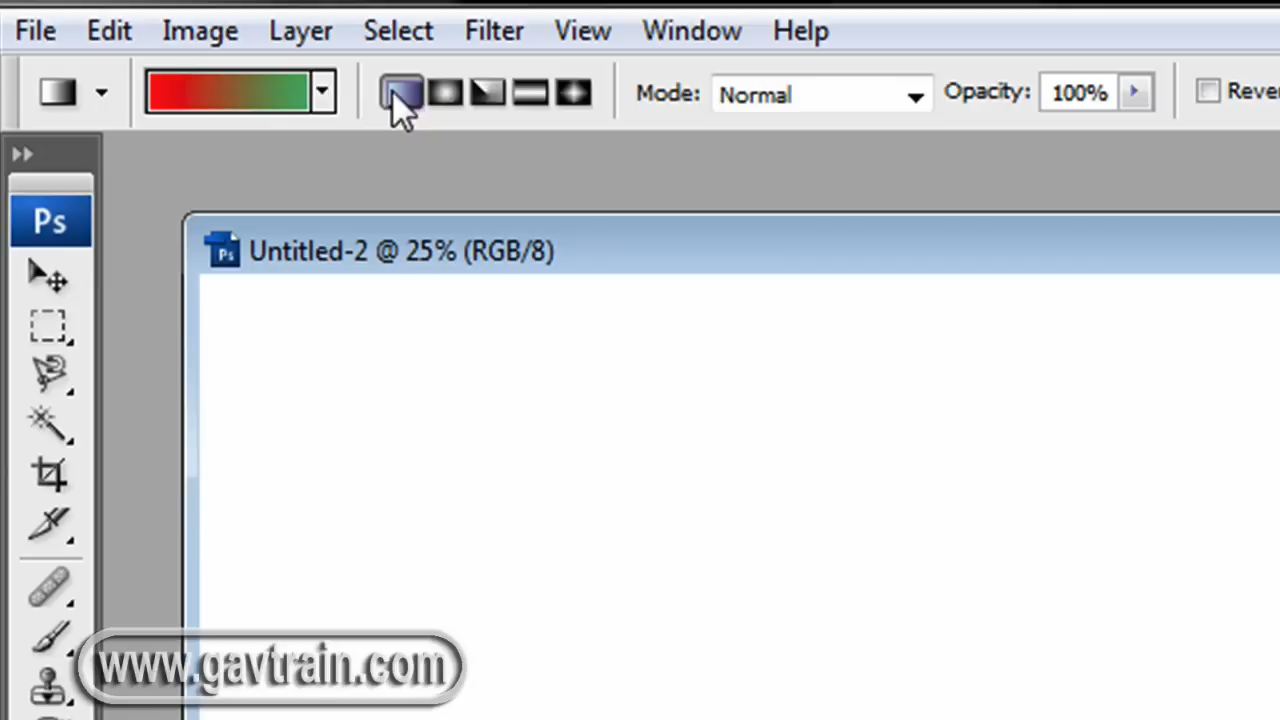 File Edit Image Layer Select Filter View Window Help
Mode: Normal Opacity: 100% Rever
Ps
Ps Untitled-2 @ 25% (RGB/8)
www.gavtrain.com